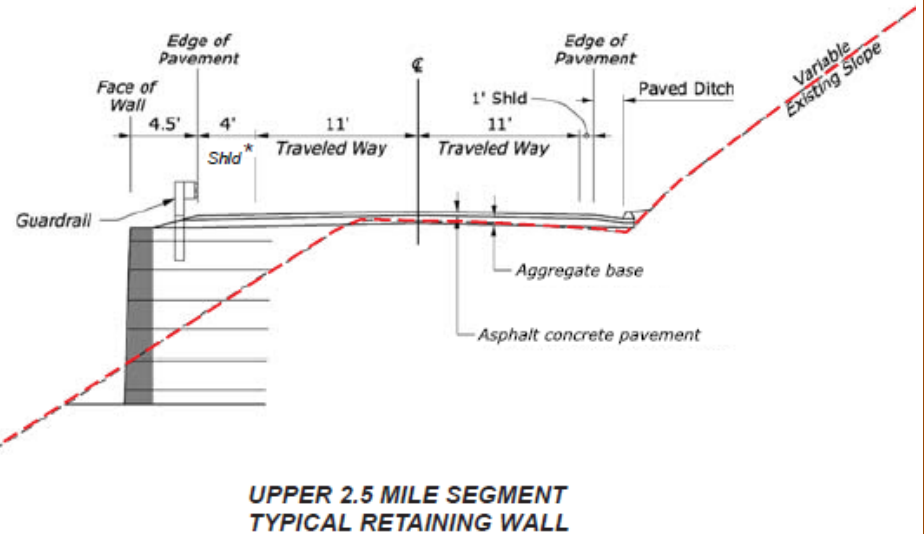 Edge of
Pavement
Edge of
Pavement
℄
Face of
Wall
1' Shld
Paved Ditch
Variable
Existing Slope
4.5'
4'
11'
11'
Shld*
Traveled Way
Traveled Way
Guardrail
Aggregate base
Asphalt concrete pavement
UPPER 2.5 MILE SEGMENT
TYPICAL RETAINING WALL